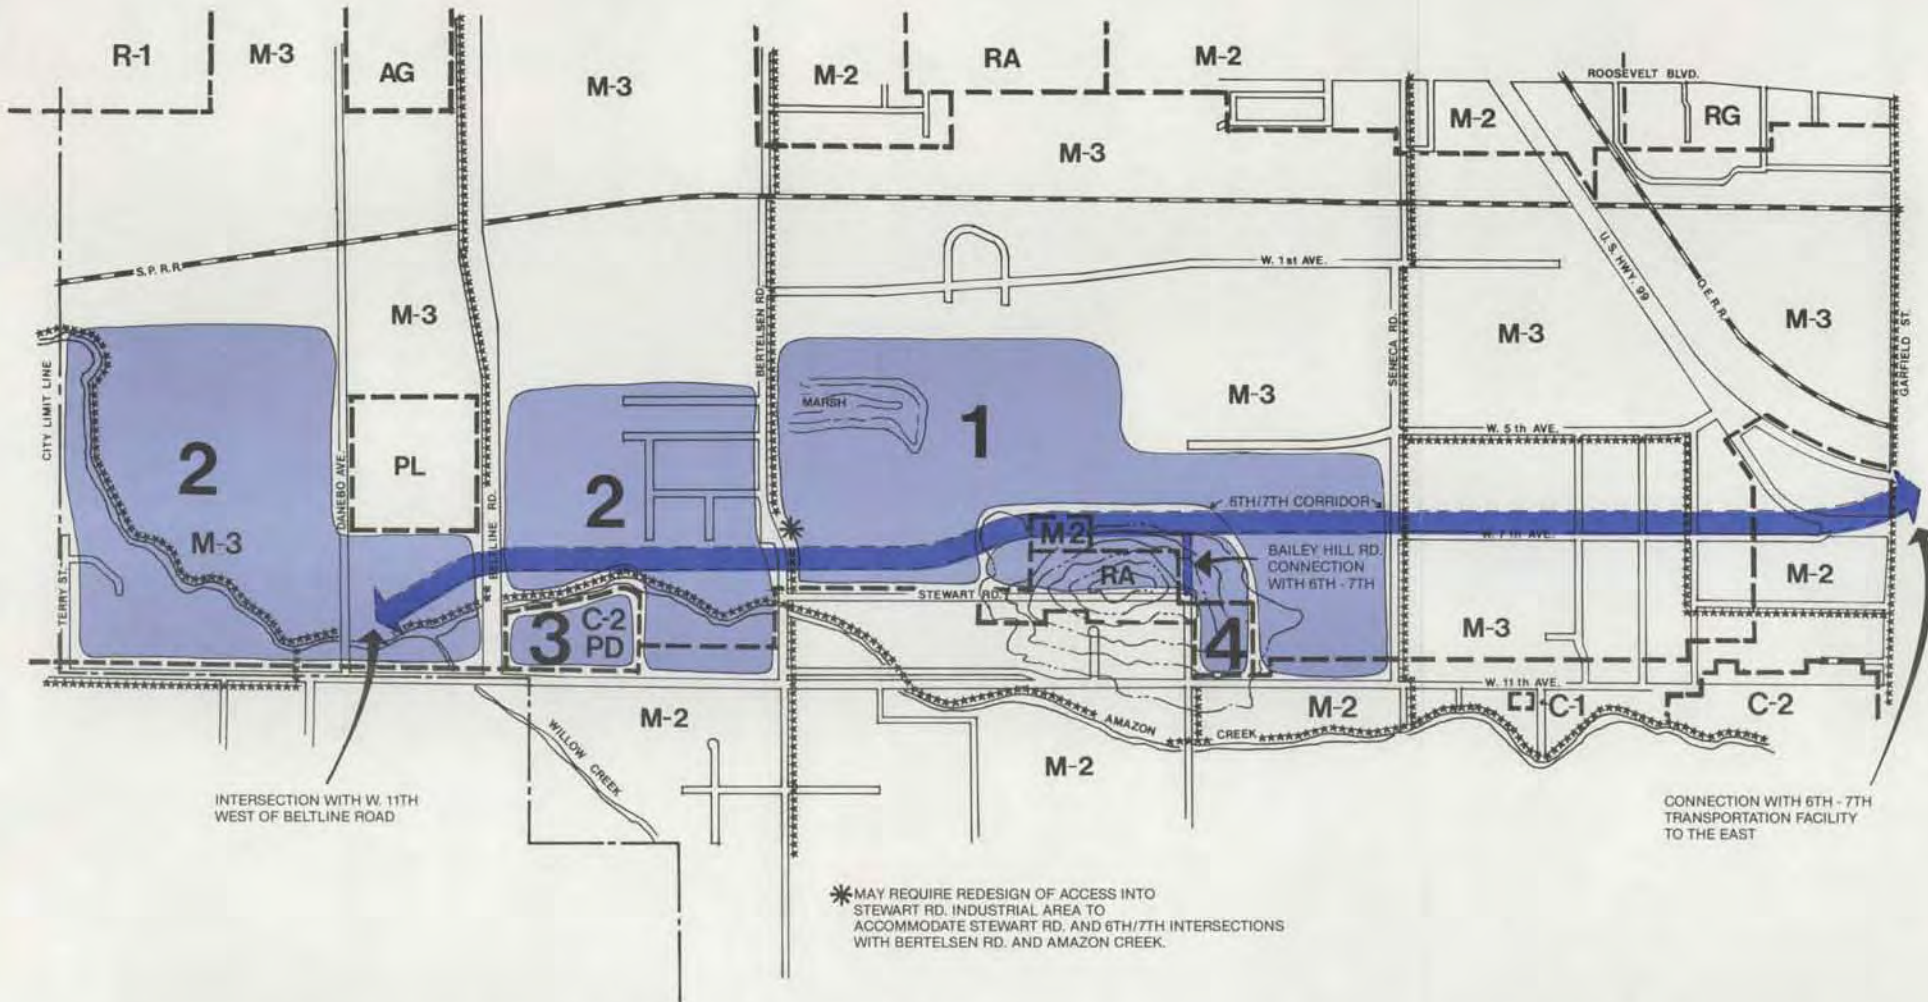 R-1
M-3
AG
M-3
M-2
RA
M-2
ROOSEVELT BLVD.
M-2
RG
M-3
S.P. R.R.
U.S. HWY. 99
O.E.R.R.
W. 1st AVE.
M-3
BERTELSEN RD.
SENECA RD.
M-3
M-3
GARFIELD ST.
CITY LIMIT LINE
MARSH
M-3
1
W. 5th AVE.
2
DANEBO AVE.
PL
BELTLINE RD.
2
6TH/7TH CORRIDOR
M-3
M-2
W. 7th AVE.
BAILEY HILL RD.
CONNECTION
WITH 6TH - 7TH
RA
M-2
TERRY ST.
STEWART RD.
3
C-2
PD
4
M-3
W. 11th AVE.
M-2
WILLOW CREEK
AMAZON
CREEK
M-2
C-1
C-2
M-2
INTERSECTION WITH W. 11TH
WEST OF BELTLINE ROAD
CONNECTION WITH 6TH - 7TH
TRANSPORTATION FACILITY
TO THE EAST
MAY REQUIRE REDESIGN OF ACCESS INTO
STEWART RD. INDUSTRIAL AREA TO
ACCOMMODATE STEWART RD. AND 6TH/7TH INTERSECTIONS
WITH BERTELSEN RD. AND AMAZON CREEK.